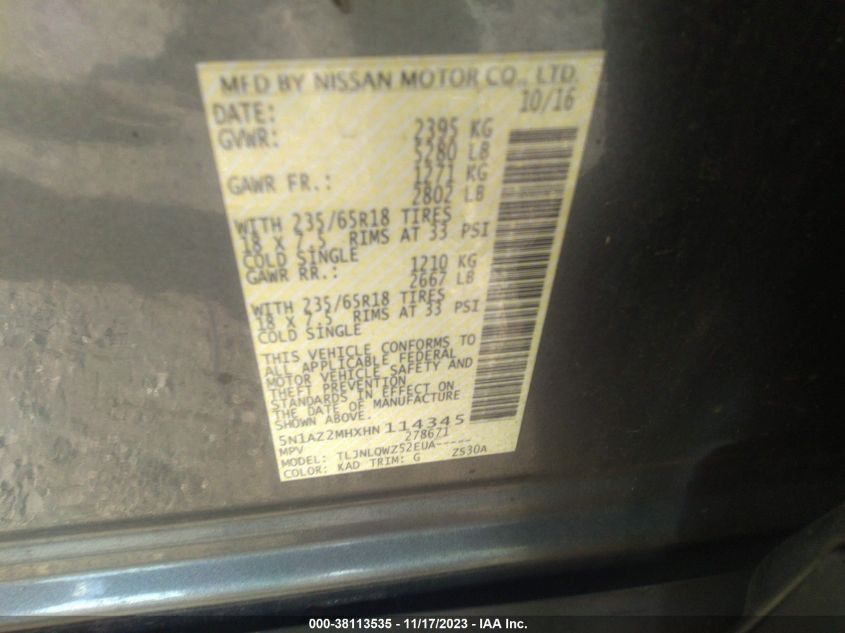 MFD BY NISSAN MOTOR CO., LTD.
DATE: 10/16
GVWR: 2395 KG
5280 LB
GAWR FR.: 1271 KG
2802 LB
WITH 235/65R18 TIRES
18 X 7.5 RIMS AT 33 PSI
COLD SINGLE
GAWR RR.: 1210 KG
2667 LB
WITH 235/65R18 TIRES
18 X 7.5 RIMS AT 33 PSI
COLD SINGLE
THIS VEHICLE CONFORMS TO
ALL APPLICABLE FEDERAL
MOTOR VEHICLE SAFETY AND
THEFT PREVENTION
STANDARDS IN EFFECT ON
THE DATE OF MANUFACTURE
SHOWN ABOVE.
5N1AZ2MHXHN114345
MPV 278671
MODEL: TLJNLQWZ52EUA-----
COLOR: KAD TRIM: G ZS30A
000-38113535 - 11/17/2023 - IAA Inc.